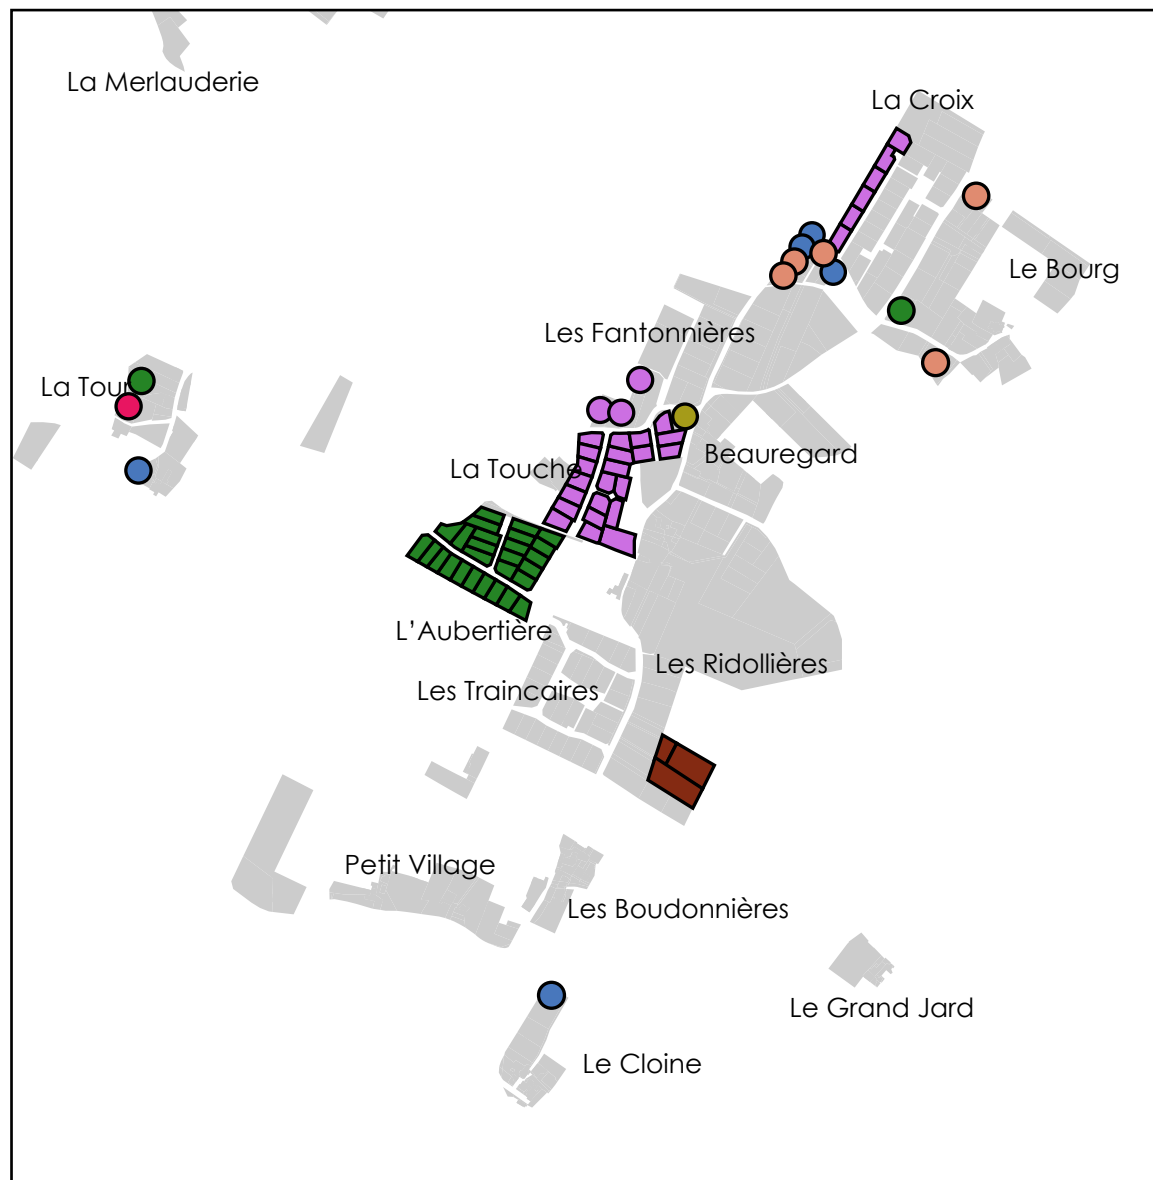 La Merlauderie
La Croix
Le Bourg
Les Fantonnières
La Tour
Beauregard
La Touche
L’Aubertière
Les Ridollières
Les Traincaires
Petit Village
Les Boudonnières
Le Grand Jard
Le Cloine